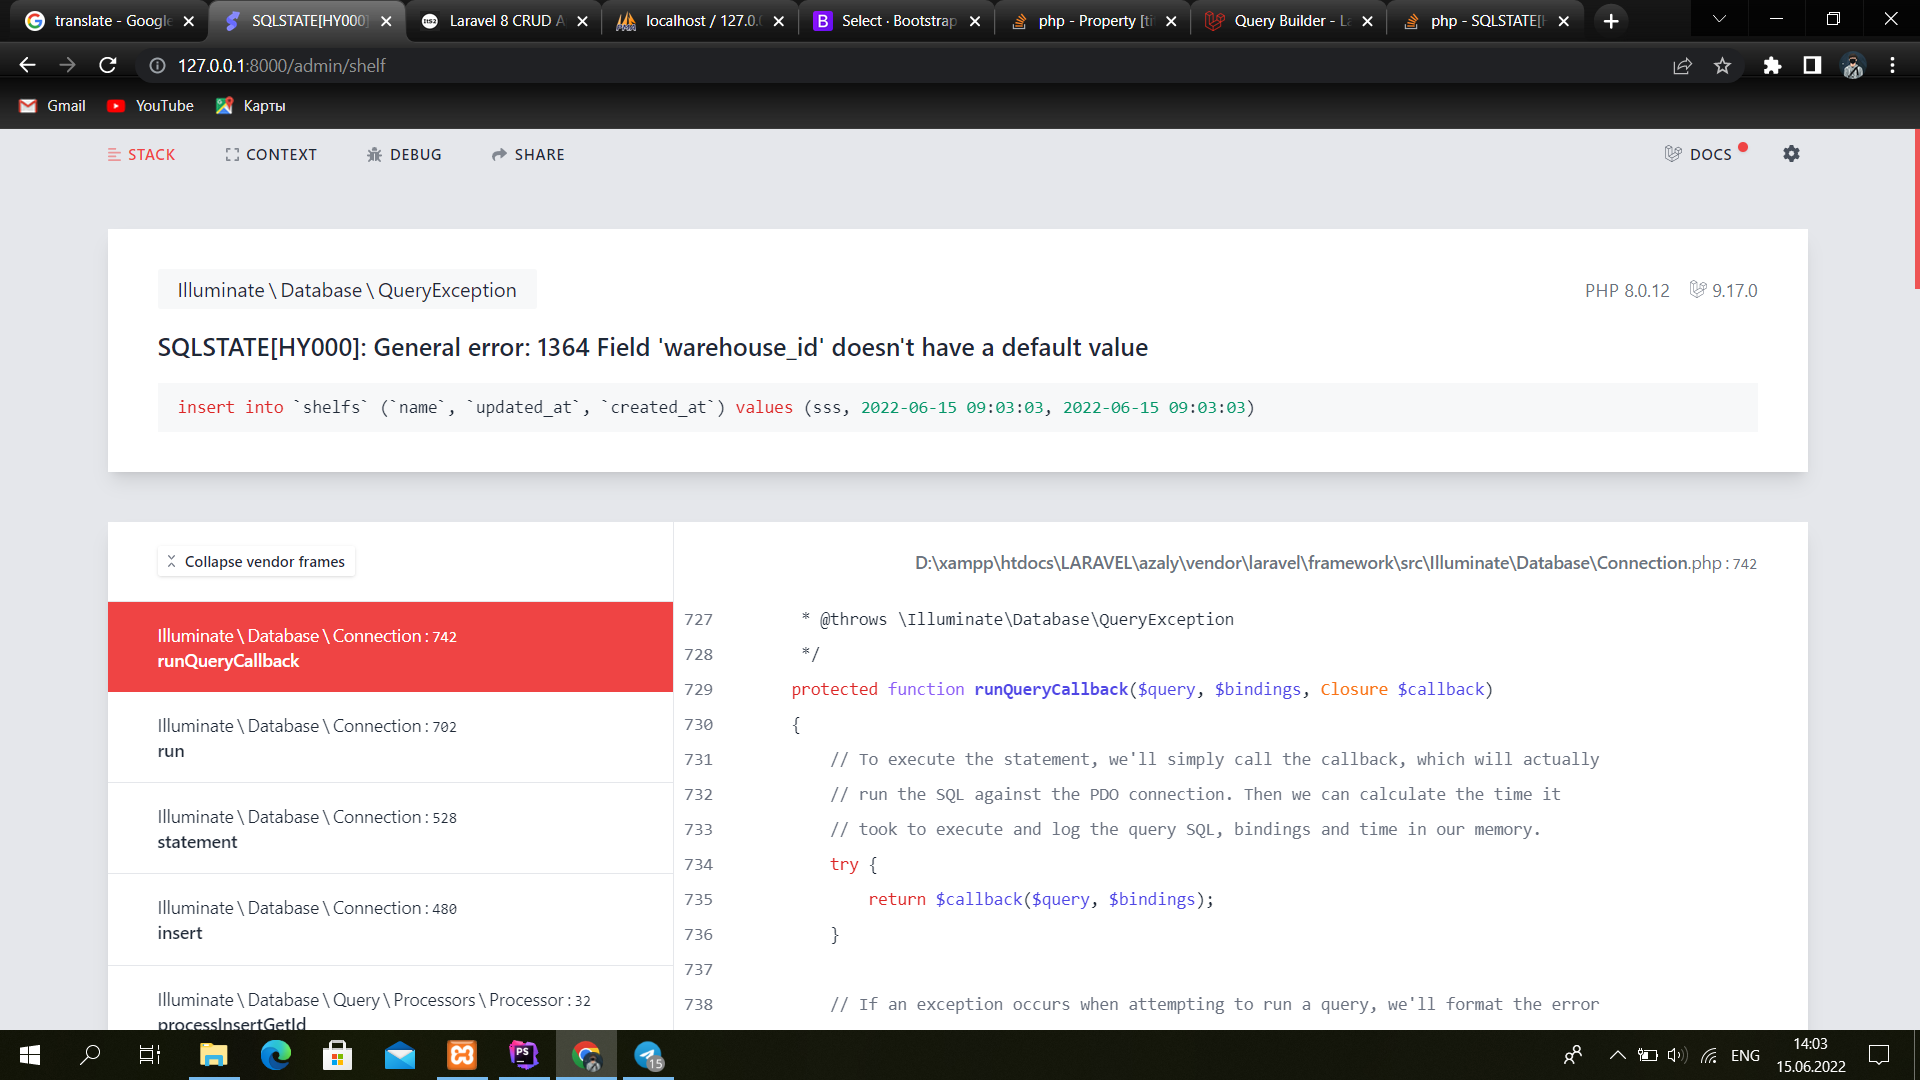 translate - Google
SQLSTATE[HY000]
Laravel 8 CRUD A
localhost / 127.0.
Select · Bootstrap
php - Property [ti
Query Builder - La
php - SQLSTATE[H
127.0.0.1:8000/admin/shelf
Gmail
YouTube
Карты
STACK
CONTEXT
DEBUG
SHARE
DOCS
Illuminate\Database\QueryException
PHP 8.0.12
9.17.0
SQLSTATE[HY000]: General error: 1364 Field 'warehouse_id' doesn't have a default value
insert into `shelfs` (`name`, `updated_at`, `created_at`) values (sss, 2022-06-15 09:03:03, 2022-06-15 09:03:03)
Collapse vendor frames
D:\xampp\htdocs\LARAVEL\azaly\vendor\laravel\framework\src\Illuminate\Database\Connection.php : 742
Illuminate\Database\Connection : 742
runQueryCallback
Illuminate\Database\Connection : 702
run
Illuminate\Database\Connection : 528
statement
Illuminate\Database\Connection : 480
insert
Illuminate\Database\Query\Processors\Processor : 32
processInsertGetId
727 * @throws \Illuminate\Database\QueryException
728 */
729 protected function runQueryCallback($query, $bindings, Closure $callback)
730 {
731 // To execute the statement, we'll simply call the callback, which will actually
732 // run the SQL against the PDO connection. Then we can calculate the time it
733 // took to execute and log the query SQL, bindings and time in our memory.
734 try {
735 return $callback($query, $bindings);
736 }
737
738 // If an exception occurs when attempting to run a query, we'll format the error
PS
15
ENG
14:03
15.06.2022